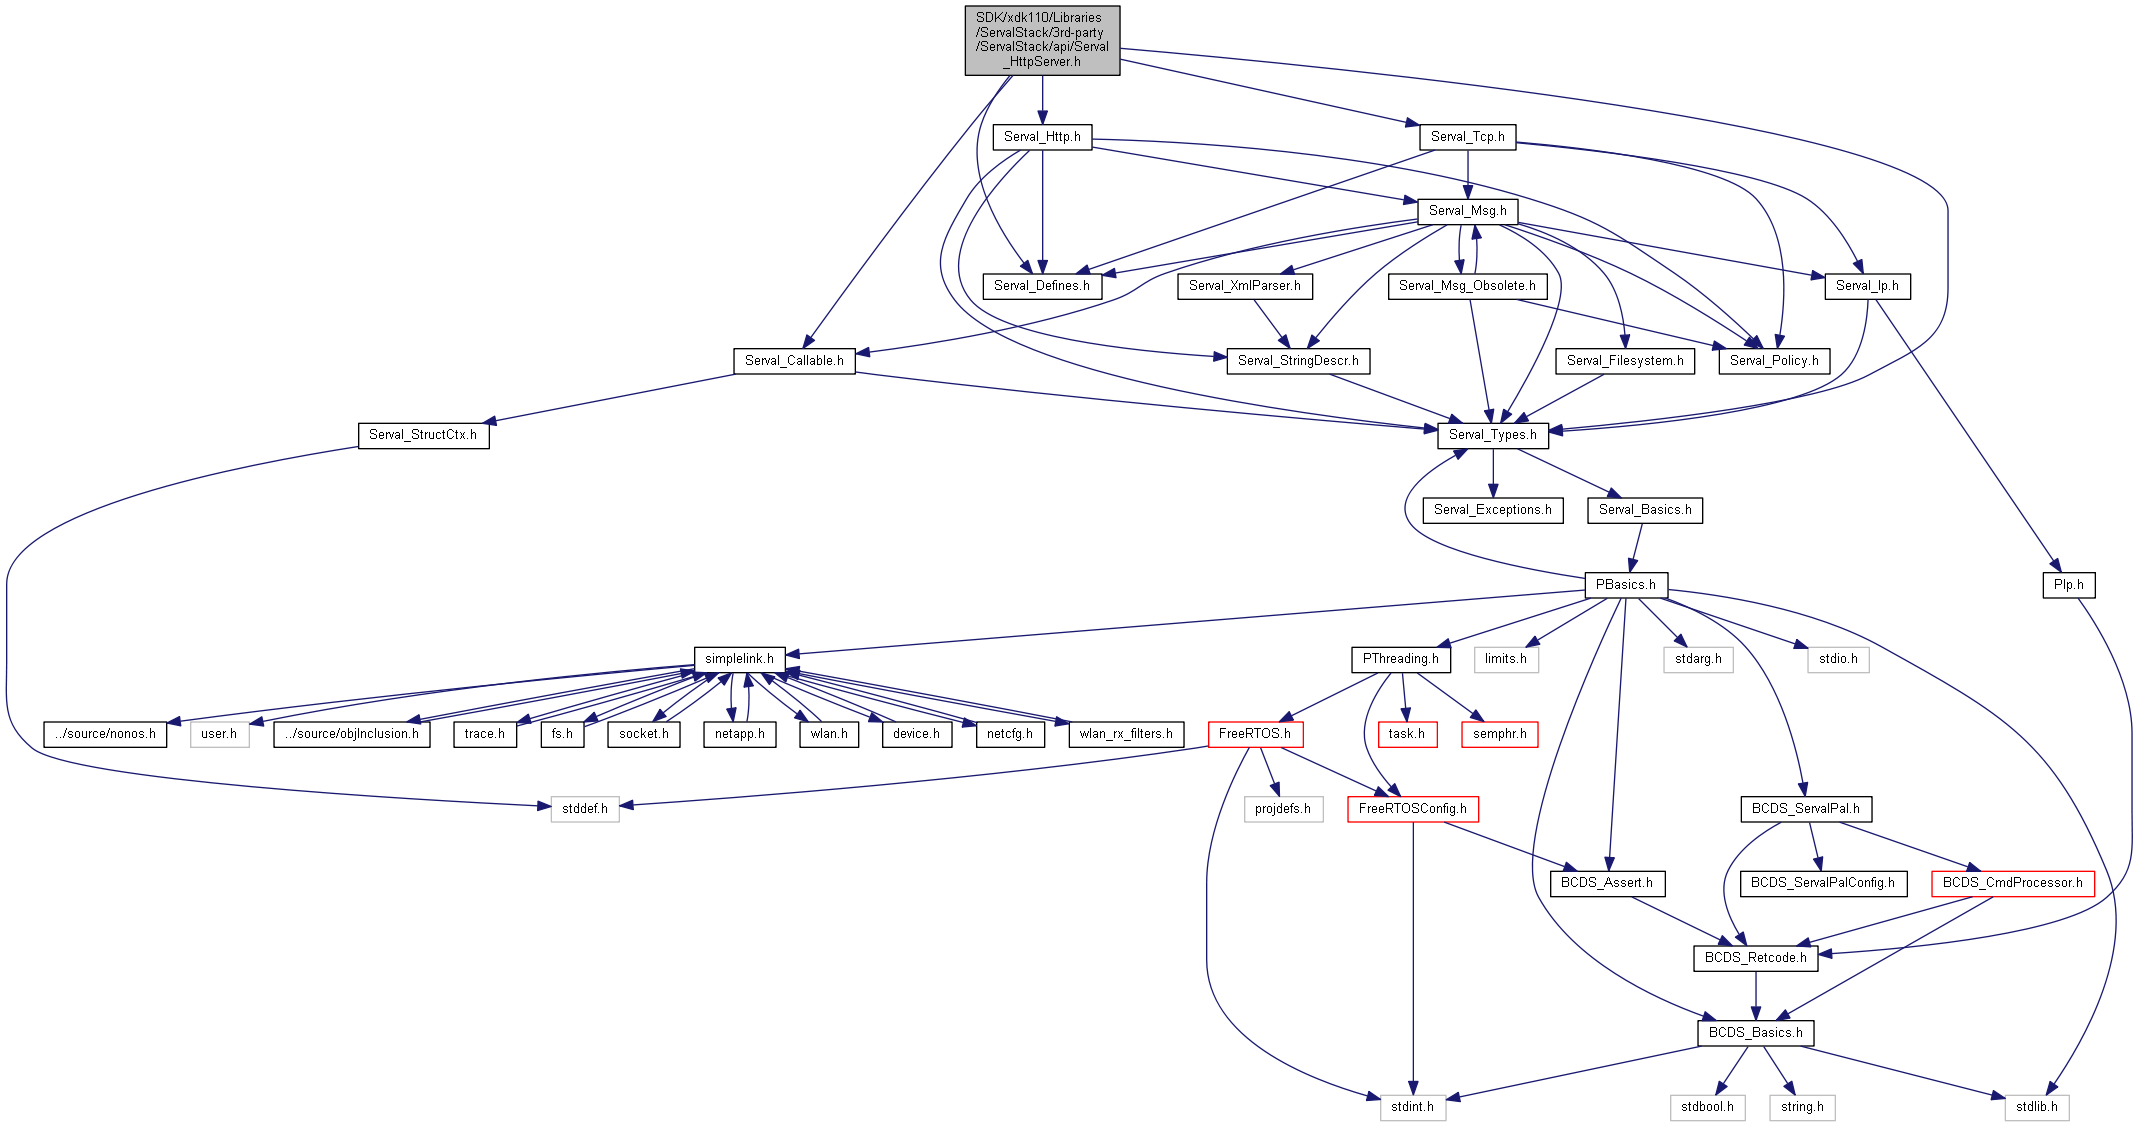 SDK/xdk110/Libraries
/ServalStack/3rd-party
/ServalStack/api/Serval
_HttpServer.h
Serval_Http.h
Serval_Tcp.h
Serval_Msg.h
Serval_Defines.h
Serval_XmlParser.h
Serval_Msg_Obsolete.h
Serval_Ip.h
Serval_Callable.h
Serval_StringDescr.h
Serval_Filesystem.h
Serval_Policy.h
Serval_StructCtx.h
Serval_Types.h
Serval_Exceptions.h
Serval_Basics.h
PBasics.h
PIp.h
simplelink.h
PThreading.h
limits.h
stdarg.h
stdio.h
../source/nonos.h
user.h
../source/objInclusion.h
trace.h
fs.h
socket.h
netapp.h
wlan.h
device.h
netcfg.h
wlan_rx_filters.h
FreeRTOS.h
task.h
semphr.h
stddef.h
projdefs.h
FreeRTOSConfig.h
BCDS_ServalPal.h
BCDS_Assert.h
BCDS_ServalPalConfig.h
BCDS_CmdProcessor.h
BCDS_Retcode.h
BCDS_Basics.h
stdint.h
stdbool.h
string.h
stdlib.h